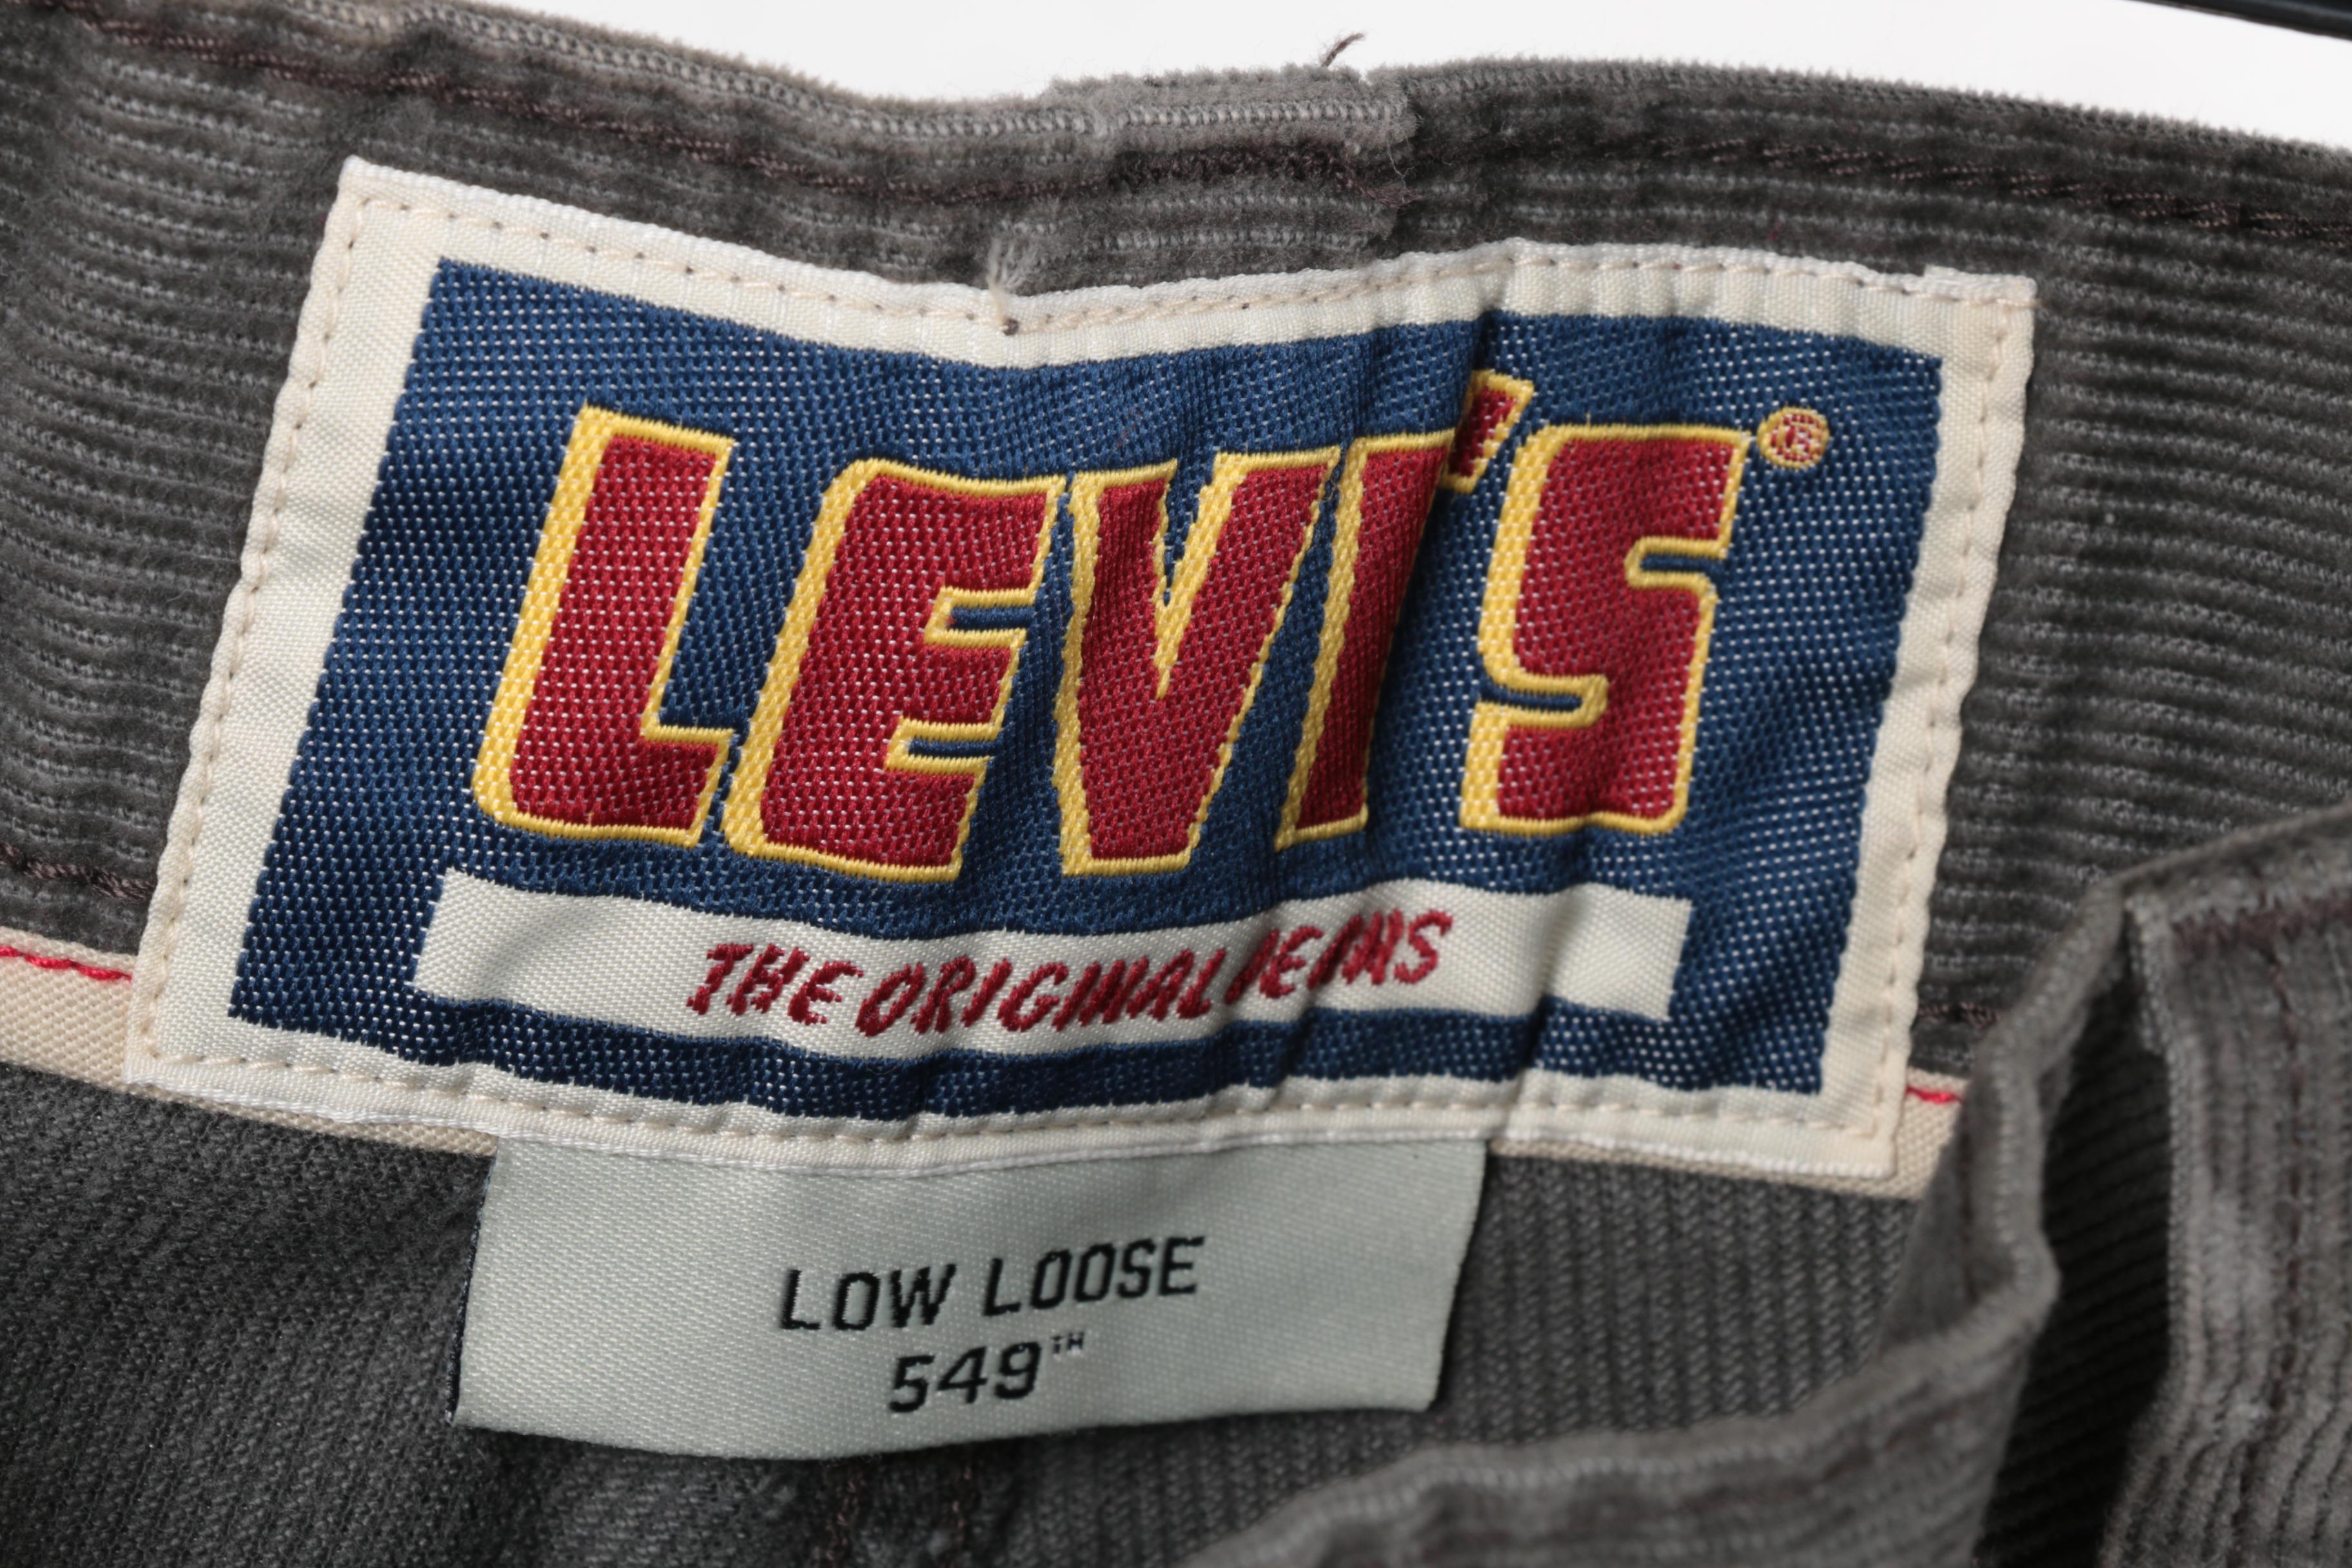 LEVI'S®
THE ORIGINAL JEANS
LOW LOOSE
549™